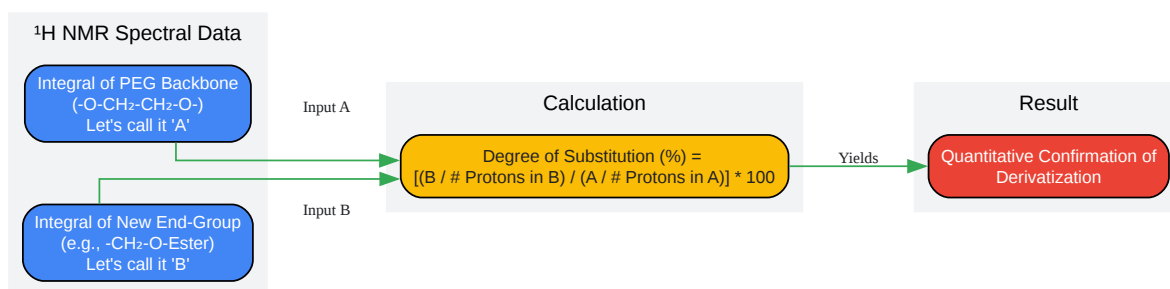 ¹H NMR Spectral Data
Integral of PEG Backbone
(-O-CH₂-CH₂-O-)
Let's call it 'A'
Integral of New End-Group
(e.g., -CH₂-O-Ester)
Let's call it 'B'
Input A
Input B
Calculation
Degree of Substitution (%) =
[(B / # Protons in B) / (A / # Protons in A)] * 100
Yields
Result
Quantitative Confirmation of
Derivatization